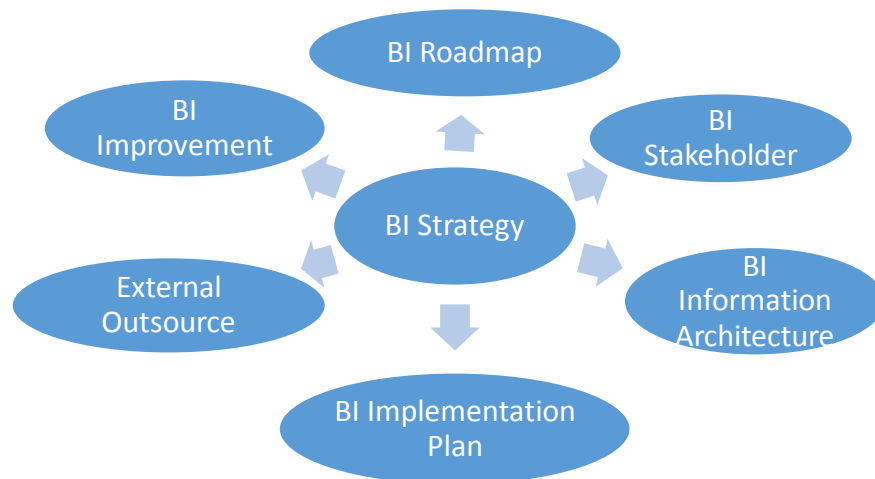 BI Roadmap
BI
Improvement
BI
Stakeholder
BI Strategy
External
Outsource
BI
Information
Architecture
BI Implementation
Plan